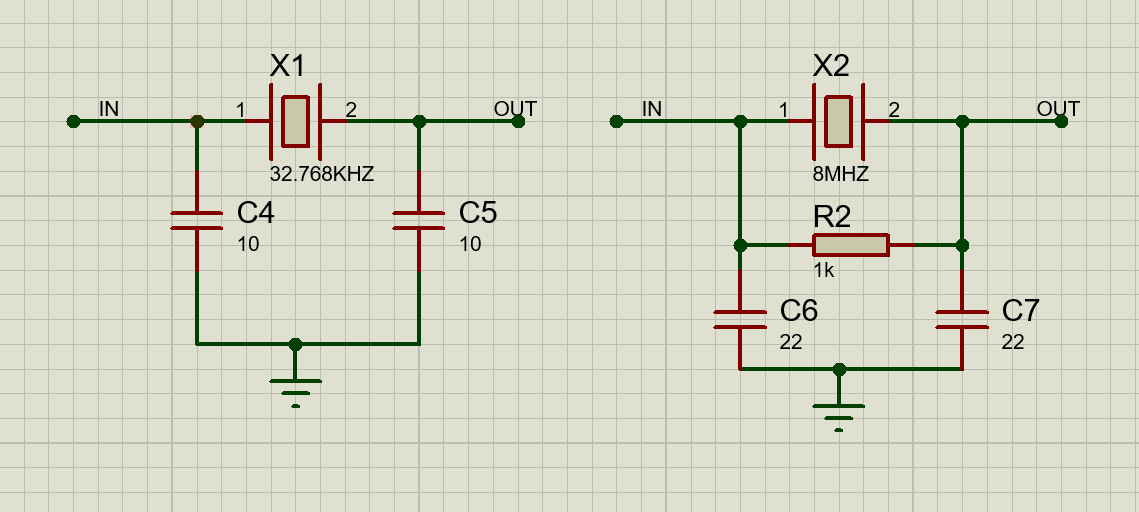 X1
IN
1
2
OUT
32.768KHZ
C4
10
C5
10
X2
IN
1
2
OUT
8MHZ
R2
1k
C6
22
C7
22